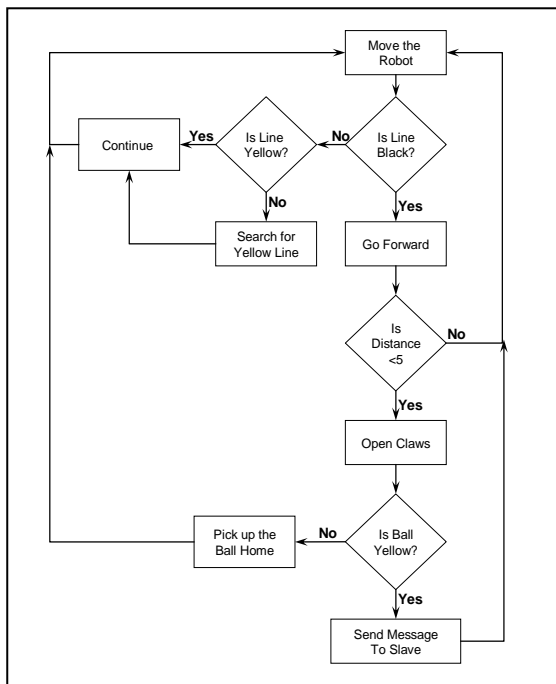 Move the
Robot
Is Line
Black?
No
Is Line
Yellow?
Yes
Continue
No
Search for
Yellow Line
Yes
Go Forward
Is
Distance
<5
No
Yes
Open Claws
Is Ball
Yellow?
No
Pick up the
Ball Home
Yes
Send Message
To Slave